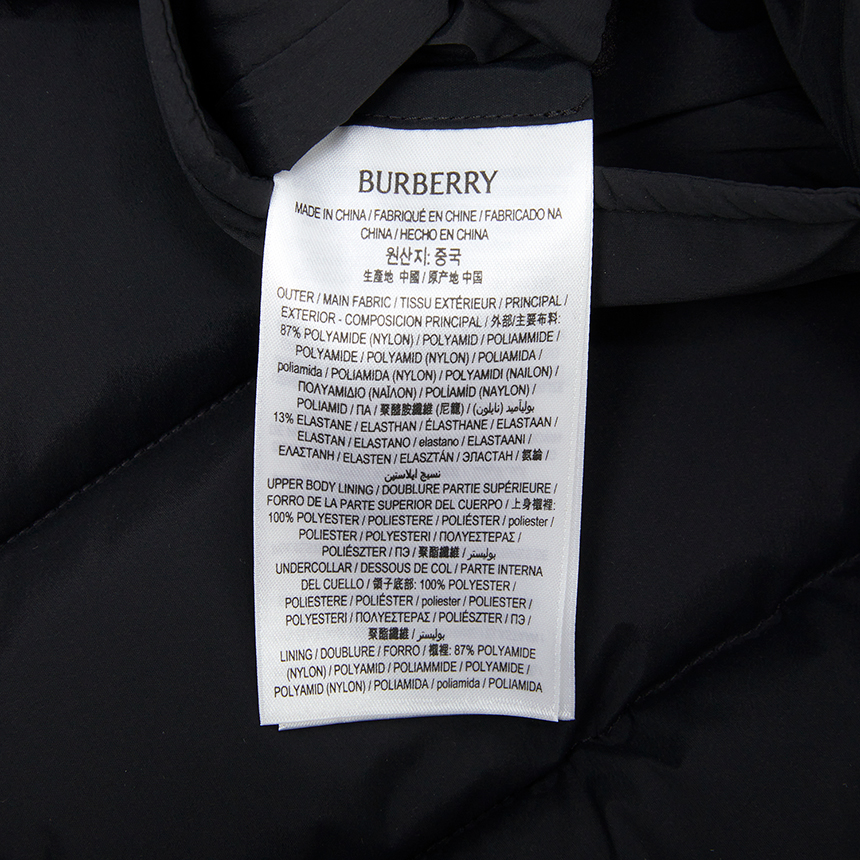 BURBERRY
MADE IN CHINA / FABRIQUÉ EN CHINE / FABRICADO NA
CHINA / HECHO EN CHINA
원산지: 중국
生產地 中國 / 原产地 中国
OUTER / MAIN FABRIC / TISSU EXTÉRIEUR / PRINCIPAL /
EXTERIOR - COMPOSICION PRINCIPAL / 外部/主要布料:
87% POLYAMIDE (NYLON) / POLYAMID / POLIAMMIDE /
POLYAMIDE / POLYAMID (NYLON) / POLIAMIDA /
poliamida / POLIAMIDA (NYLON) / POLYAMIDI (NAILON) /
ΠΟΛΥΑΜΙΔΙΟ (ΝΑΪΛΟΝ) / POLÍAMÍD (NAYLON) /
POLIAMID / ПА / 聚醯胺纖維 (尼龍) / بولیآمید (نایلون) /
13% ELASTANE / ELASTHAN / ÉLASTHANE / ELASTAAN /
ELASTAN / ELASTANO / elastano / ELASTAANI /
ΕΛΑΣΤΑΝΗ / ELASTEN / ELASZTÁN / ЭЛАСТАН / 氨綸 /
نسيج ايلاستين
UPPER BODY LINING / DOUBLURE PARTIE SUPÉRIEURE /
FORRO DE LA PARTE SUPERIOR DEL CUERPO / 上身襯裡:
100% POLYESTER / POLIESTERE / POLIÉSTER / poliester /
POLIESTER / POLYESTERI / ΠΟΛΥΕΣΤΕΡΑΣ /
POLIÉSZTER / ПЭ / 聚酯纖維 / بوليستر
UNDERCOLLAR / DESSOUS DE COL / PARTE INTERNA
DEL CUELLO / 領子底部: 100% POLYESTER /
POLIESTERE / POLIÉSTER / poliester / POLIESTER /
POLYESTERI / ΠΟΛΥΕΣΤΕΡΑΣ / POLIÉSZTER / ПЭ /
聚酯纖維 / بوليستر
LINING / DOUBLURE / FORRO / 襯裡: 87% POLYAMIDE
(NYLON) / POLYAMID / POLIAMMIDE / POLYAMIDE /
POLYAMID (NYLON) / POLIAMIDA / poliamida / POLIAMIDA